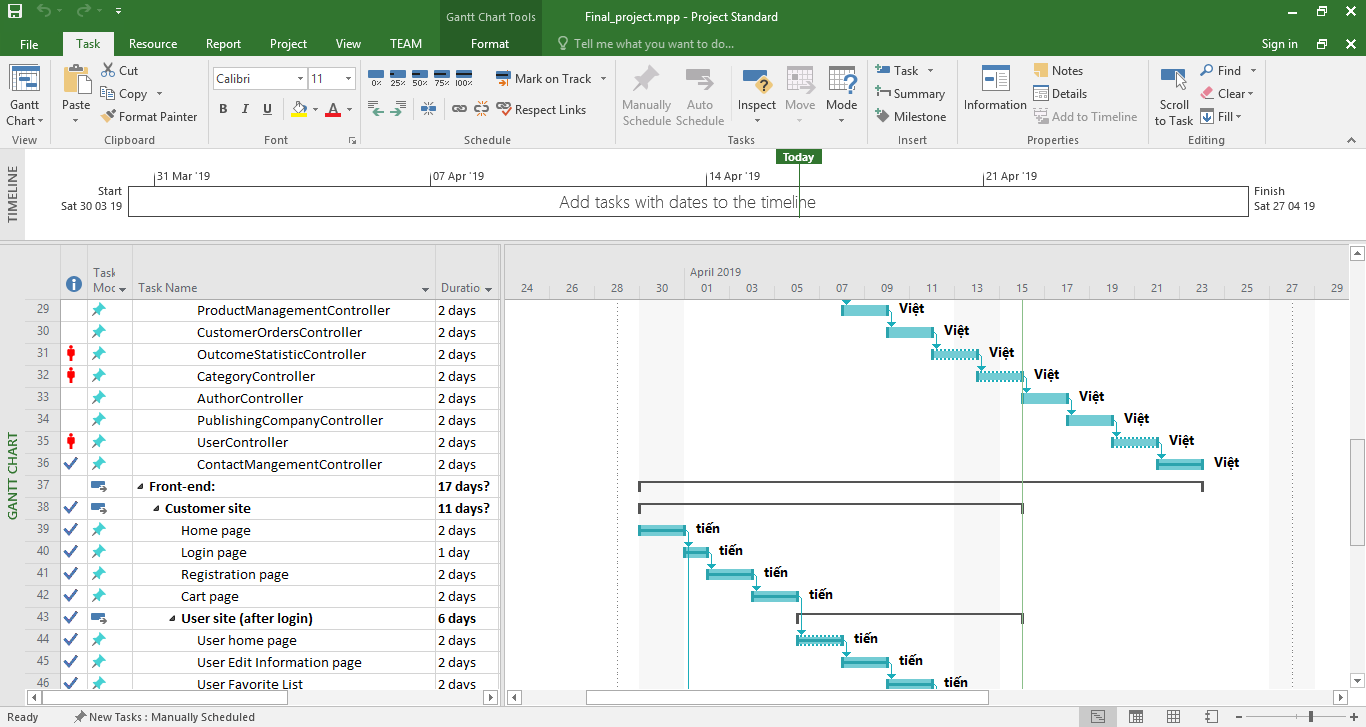 Gantt Chart Tools
Final_project.mpp - Project Standard
File Task Resource Report Project View TEAM Format Tell me what you want to do... Sign in
Gantt Chart
Paste
Cut
Copy
Format Painter
Calibri 11
B I U A
0% 25% 50% 75% 100%
Mark on Track
Respect Links
Manually Schedule
Auto Schedule
Inspect
Move
Mode
Task
Summary
Milestone
Information
Notes
Details
Add to Timeline
Scroll to Task
Find
Clear
Fill
View Clipboard Font Schedule Tasks Insert Properties Editing
TIMELINE
Today
31 Mar '19 07 Apr '19 14 Apr '19 21 Apr '19
Start
Sat 30 03 19
Add tasks with dates to the timeline
Finish
Sat 27 04 19
GANTT CHART
Task Moc Task Name Duratio
April 2019
24 26 28 30 01 03 05 07 09 11 13 15 17 19 21 23 25 27 29
29 ProductManagementController 2 days Việt
30 CustomerOrdersController 2 days Việt
31 OutcomeStatisticController 2 days Việt
32 CategoryController 2 days Việt
33 AuthorController 2 days Việt
34 PublishingCompanyController 2 days Việt
35 UserController 2 days Việt
36 ContactMangementController 2 days Việt
37 Front-end: 17 days?
38 Customer site 11 days?
39 Home page 2 days tiến
40 Login page 1 day tiến
41 Registration page 2 days tiến
42 Cart page 2 days tiến
43 User site (after login) 6 days
44 User home page 2 days tiến
45 User Edit Information page 2 days tiến
46 User Favorite List 2 days tiến
Ready New Tasks : Manually Scheduled